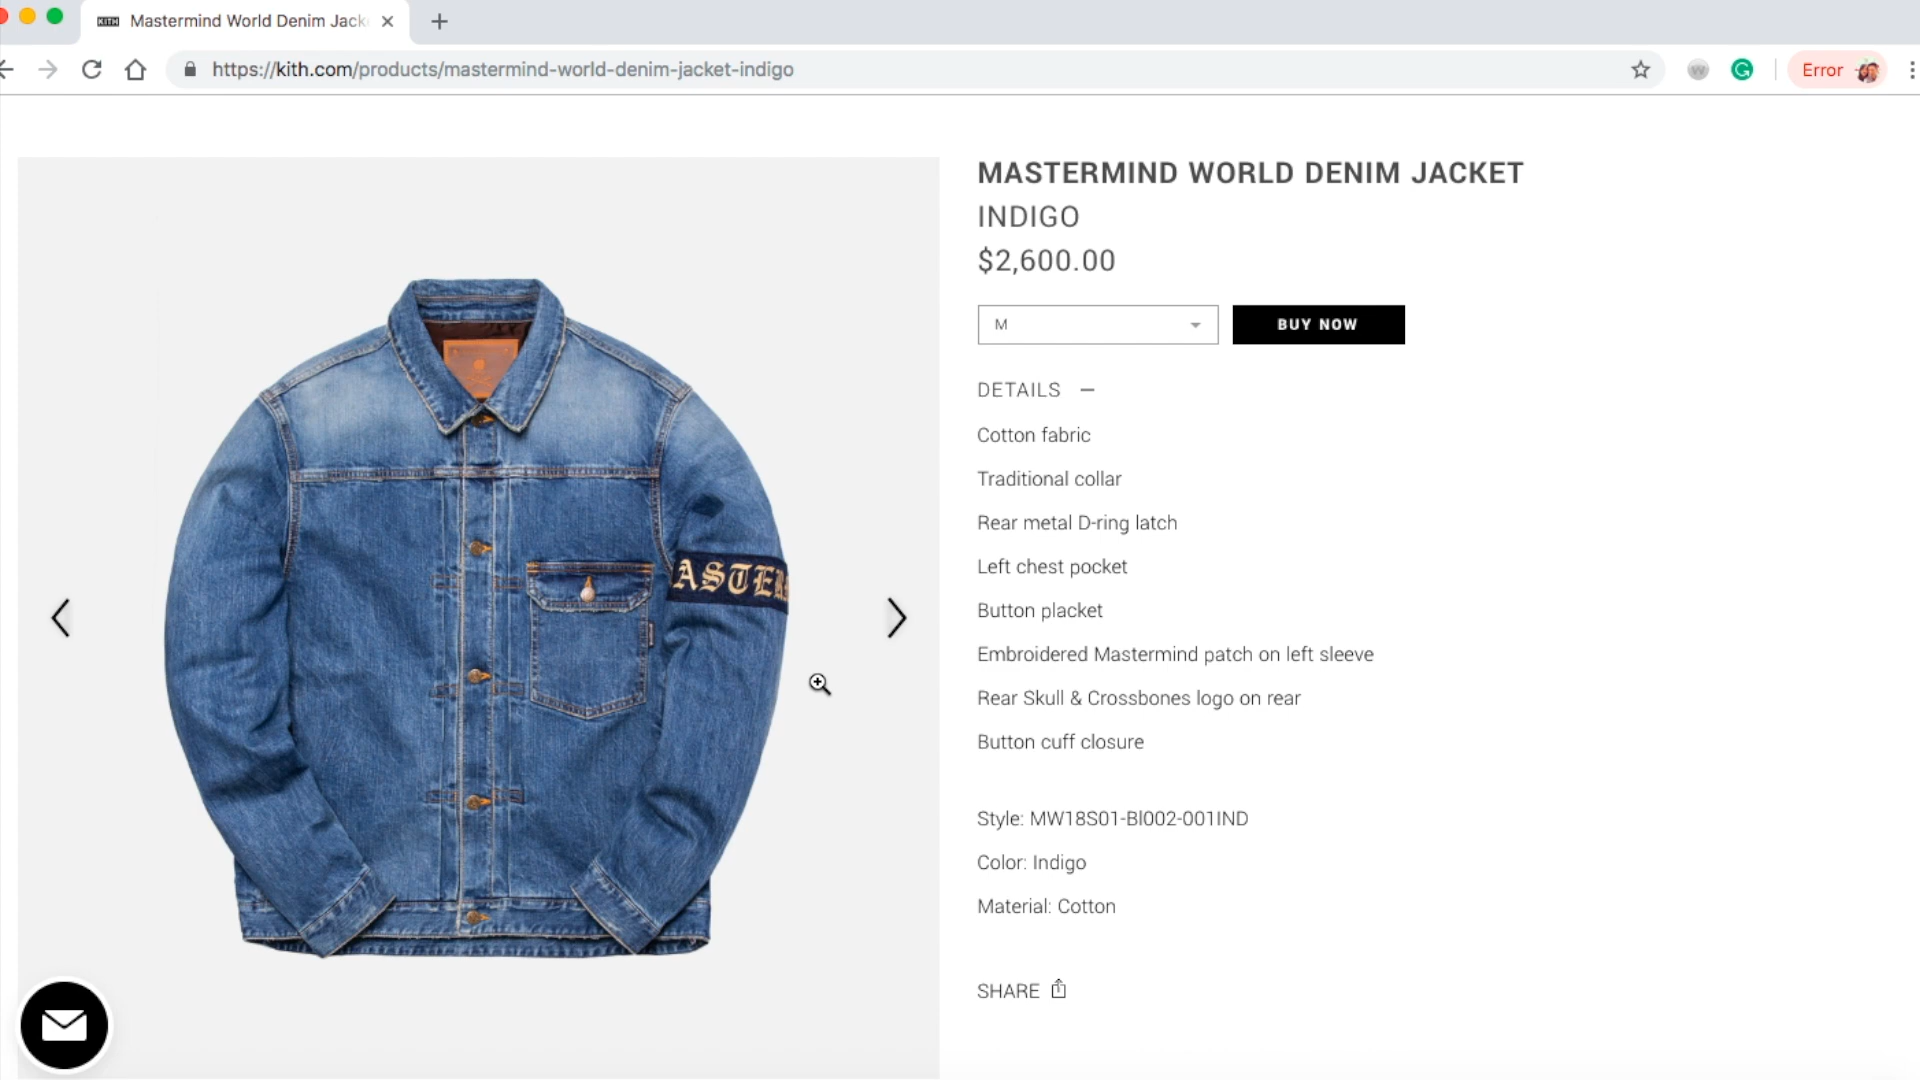 KITH Mastermind World Denim Jack
https://kith.com/products/mastermind-world-denim-jacket-indigo
W
G
Error
MASTERMIND WORLD DENIM JACKET
INDIGO
$2,600.00
M
BUY NOW
DETAILS –
Cotton fabric
Traditional collar
Rear metal D-ring latch
Left chest pocket
ASTER
Button placket
Embroidered Mastermind patch on left sleeve
Rear Skull & Crossbones logo on rear
Button cuff closure
Style: MW18S01-Bl002-001IND
Color: Indigo
Material: Cotton
SHARE